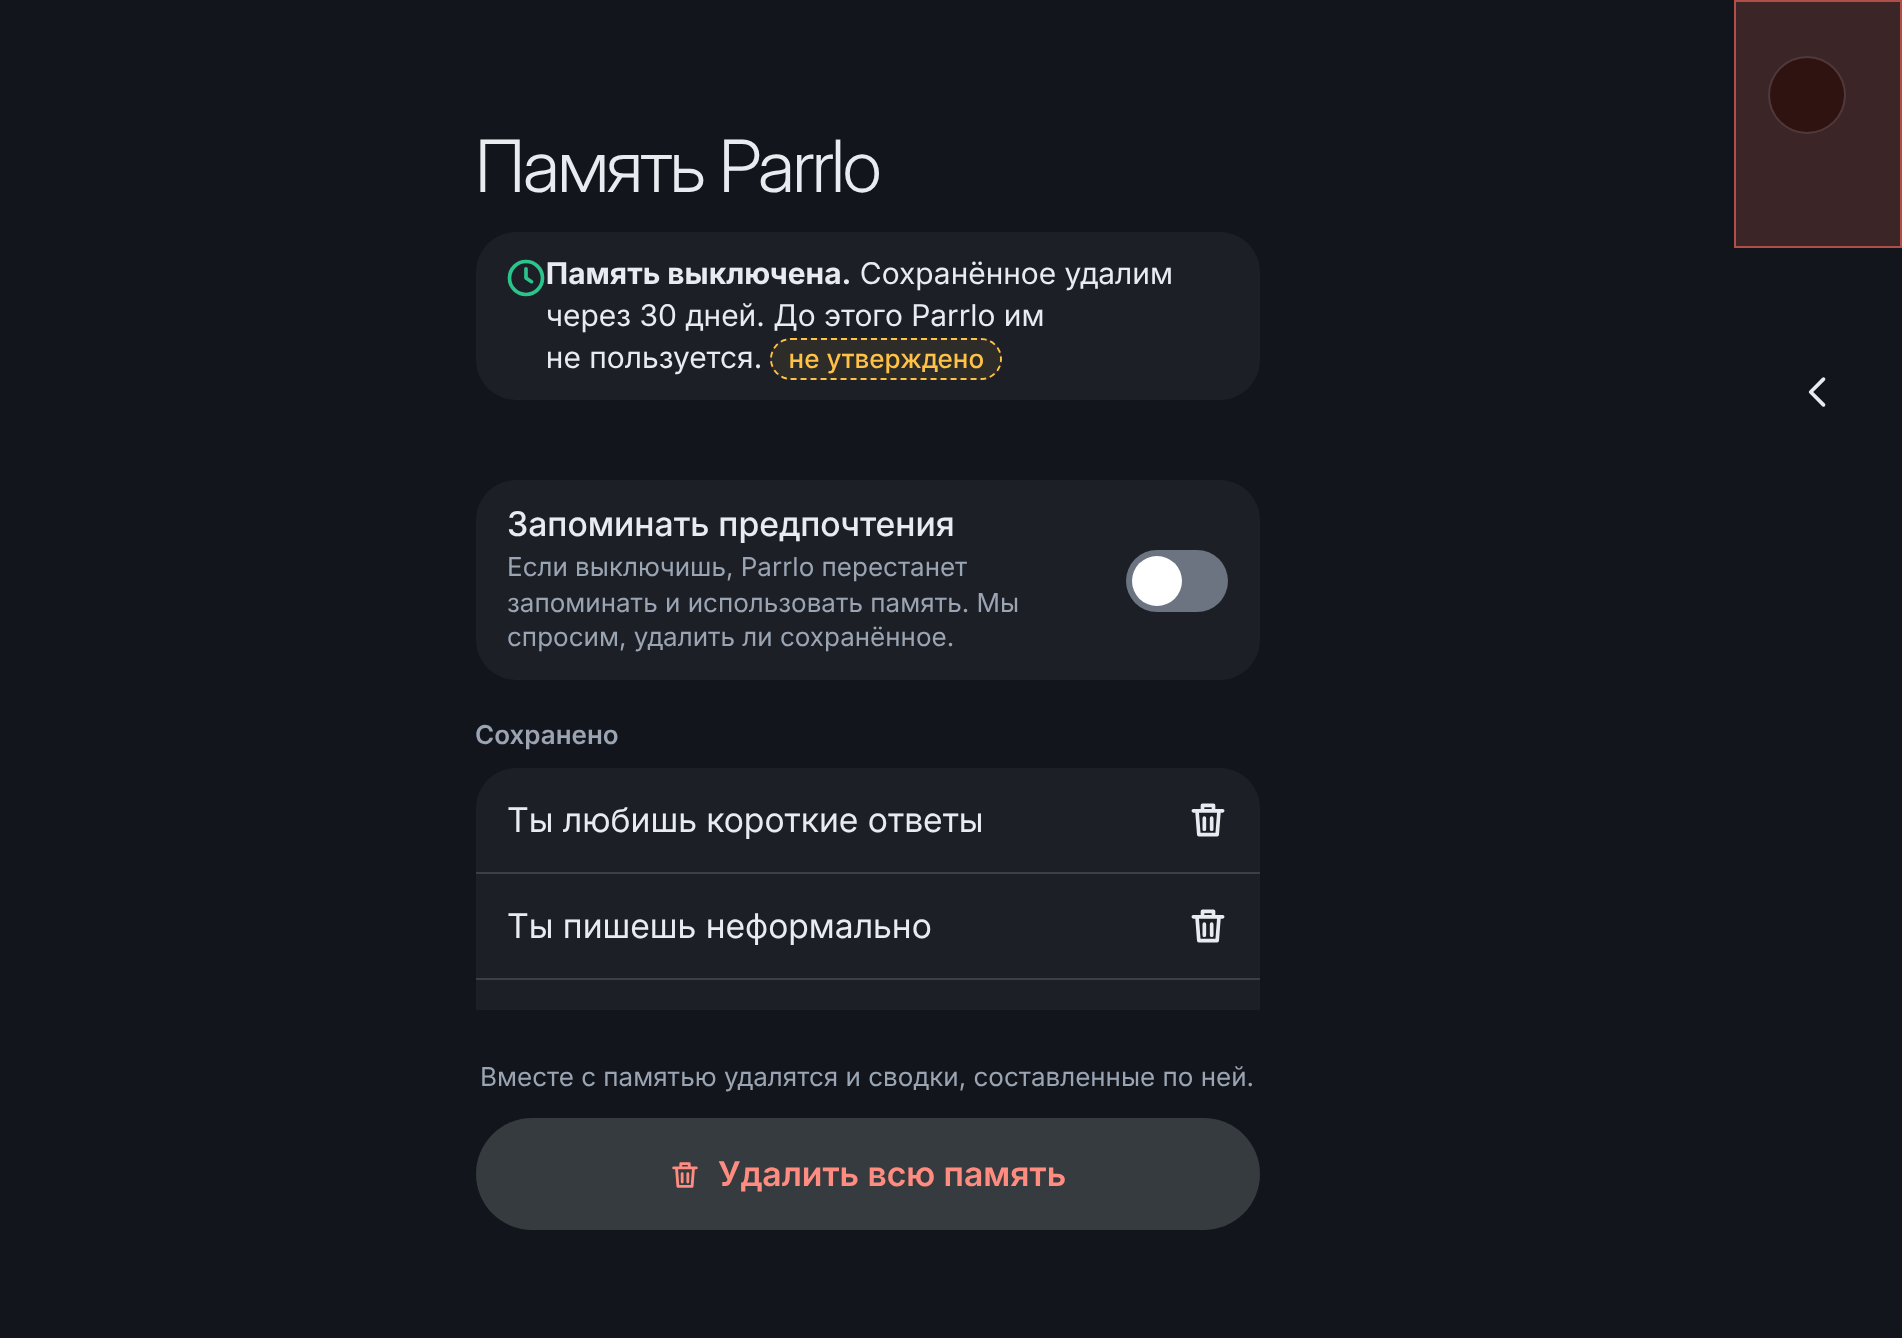 Память Parrlo
Память выключена. Сохранённое удалим
через 30 дней. До этого Parrlo им
не пользуется. не утверждено
Запоминать предпочтения
Если выключишь, Parrlo перестанет
запоминать и использовать память. Мы
спросим, удалить ли сохранённое.
Сохранено
Ты любишь короткие ответы
Ты пишешь неформально
Вместе с памятью удалятся и сводки, составленные по ней.
Удалить всю память